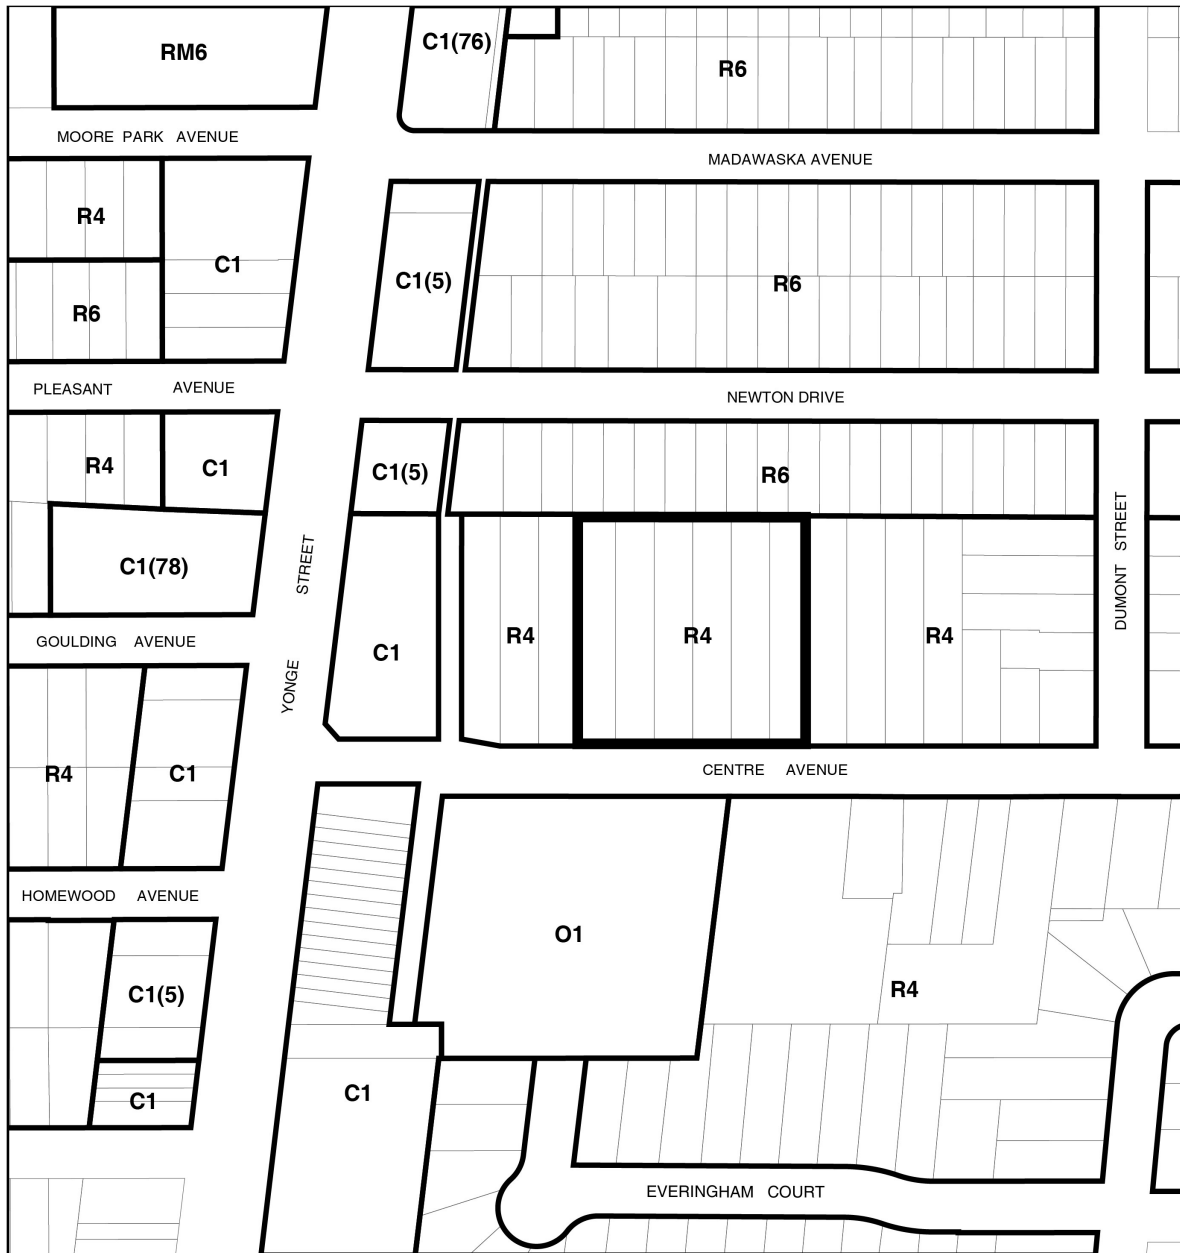 RM6
C1(76)
R6
MOORE PARK AVENUE
MADAWASKA AVENUE
R4
C1
C1(5)
R6
R6
PLEASANT AVENUE
NEWTON DRIVE
R4
C1
C1(5)
R6
C1(78)
YONGE STREET
DUMONT STREET
GOULDING AVENUE
C1
R4
R4
R4
R4
C1
CENTRE AVENUE
HOMEWOOD AVENUE
O1
R4
C1(5)
C1
C1
EVERINGHAM COURT